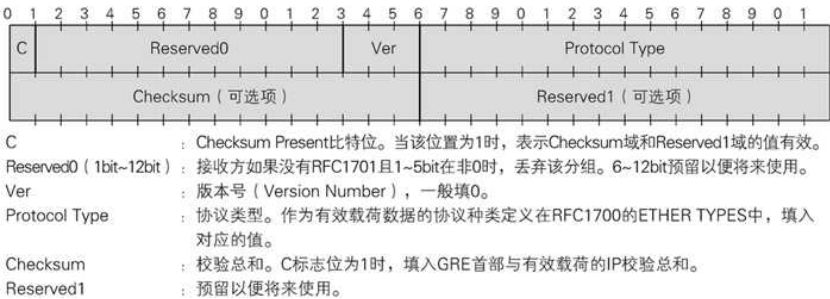 0 1 2 3 4 5 6 7 8 9 0 1 2 3 4 5 6 7 8 9 0 1 2 3 4 5 6 7 8 9 0 1
C Reserved0 Ver Protocol Type
Checksum（可选项） Reserved1（可选项）
C ：Checksum Present比特位。当该位置为1时，表示Checksum域和Reserved1域的值有效。
Reserved0（1bit~12bit）：接收方如果没有RFC1701且1~5bit在非0时，丢弃该分组。6~12bit预留以便将来使用。
Ver ：版本号（Version Number），一般填0。
Protocol Type ：协议类型。作为有效载荷数据的协议种类定义在RFC1700的ETHER TYPES中，填入
对应的值。
Checksum ：校验总和。C标志位为1时，填入GRE首部与有效载荷的IP校验总和。
Reserved1 ：预留以便将来使用。